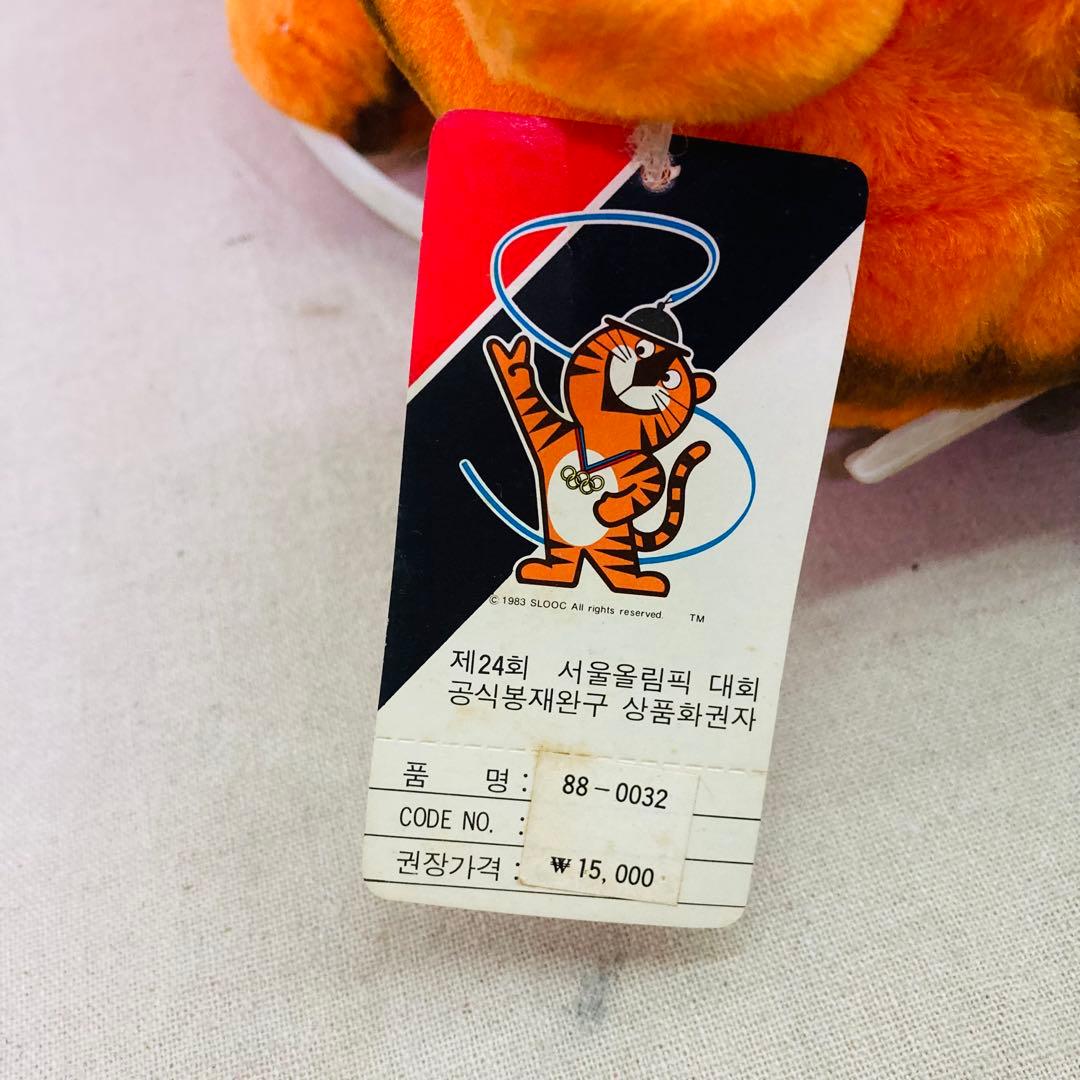 © 1983 SLOOC All rights reserved. TM
제24회 서울올림픽 대회
공식봉재완구 상품화권자
품 명 : 88-0032
CODE NO. :
권장가격 : ₩15,000